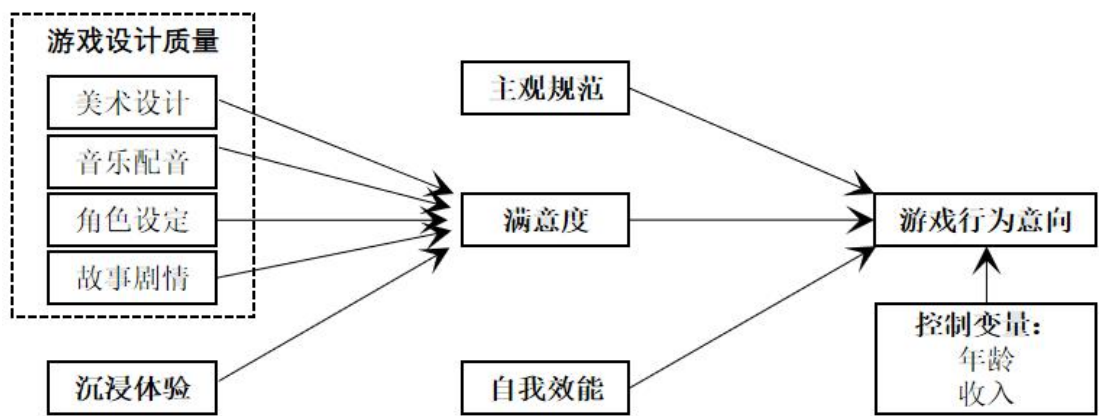 游戏设计质量
美术设计
音乐配音
角色设定
故事剧情
沉浸体验
主观规范
满意度
自我效能
游戏行为意向
控制变量：
年龄
收入